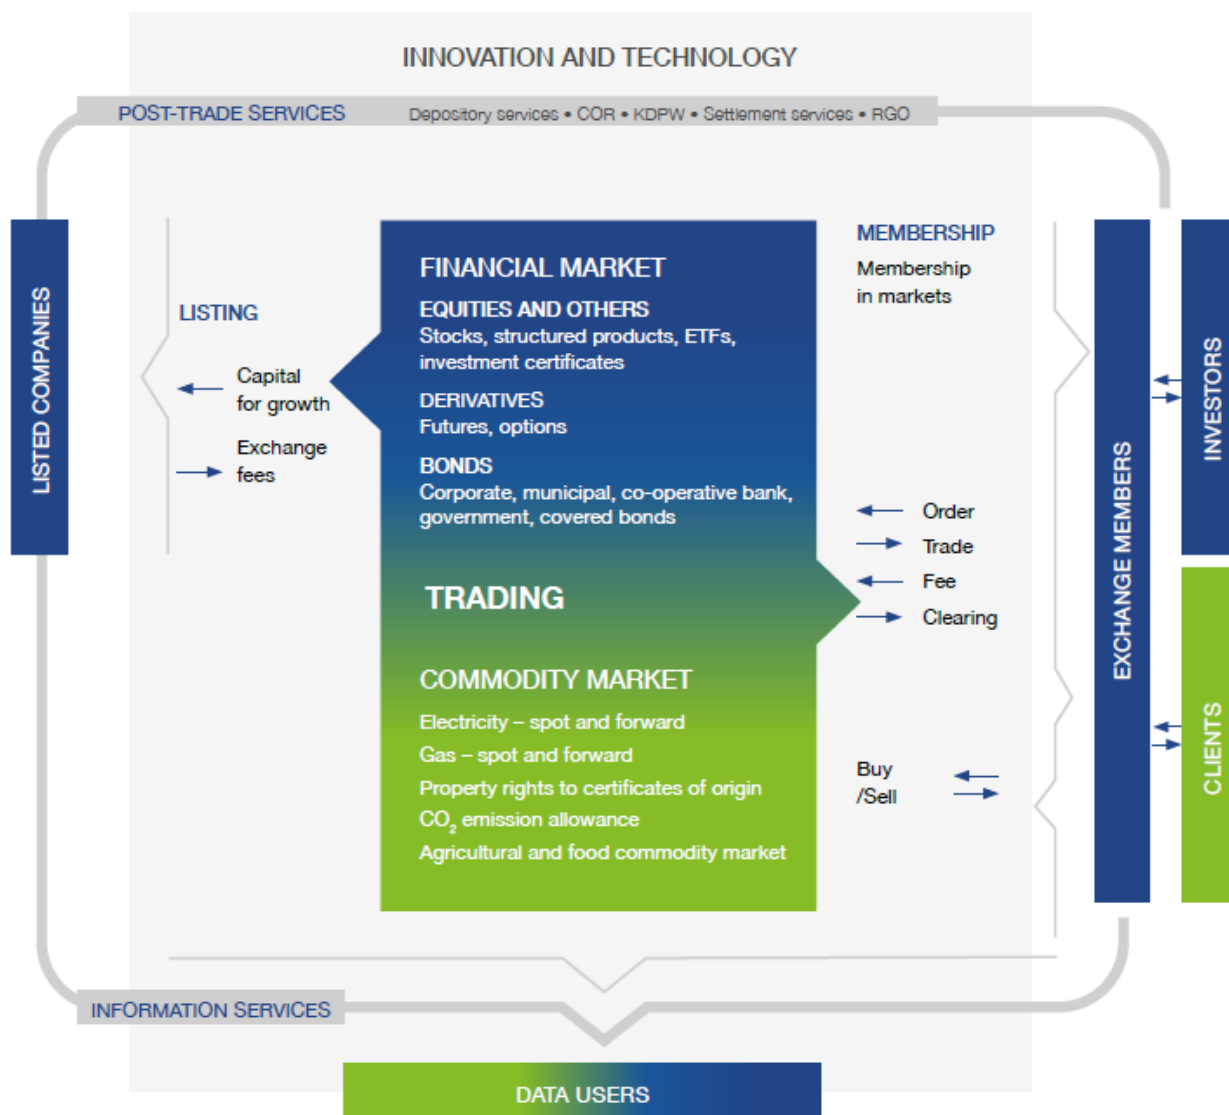 INNOVATION AND TECHNOLOGY
POST-TRADE SERVICES
Depository services • COR • KDPW • Settlement services • RGO
LISTED COMPANIES
LISTING
Capital
for growth
Exchange
fees
FINANCIAL MARKET
EQUITIES AND OTHERS
Stocks, structured products, ETFs,
investment certificates
DERIVATIVES
Futures, options
BONDS
Corporate, municipal, co-operative bank,
government, covered bonds
TRADING
COMMODITY MARKET
Electricity – spot and forward
Gas – spot and forward
Property rights to certificates of origin
CO₂ emission allowance
Agricultural and food commodity market
MEMBERSHIP
Membership
in markets
Order
Trade
Fee
Clearing
Buy
/Sell
EXCHANGE MEMBERS
INVESTORS
CLIENTS
INFORMATION SERVICES
DATA USERS